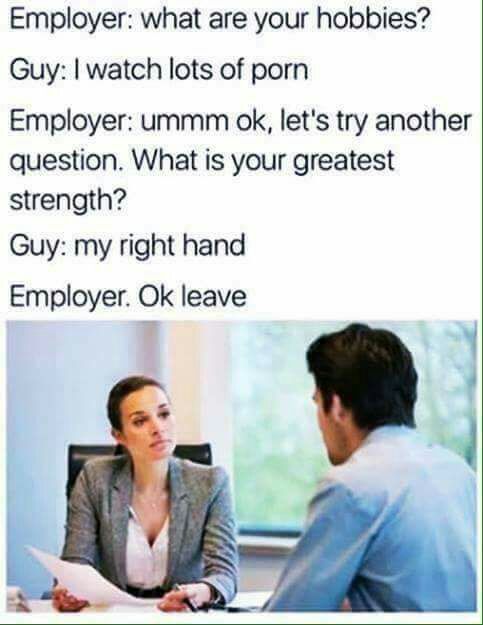 Employer: what are your hobbies?
Guy: I watch lots of porn
Employer: ummm ok, let's try another
question. What is your greatest
strength?
Guy: my right hand
Employer. Ok leave